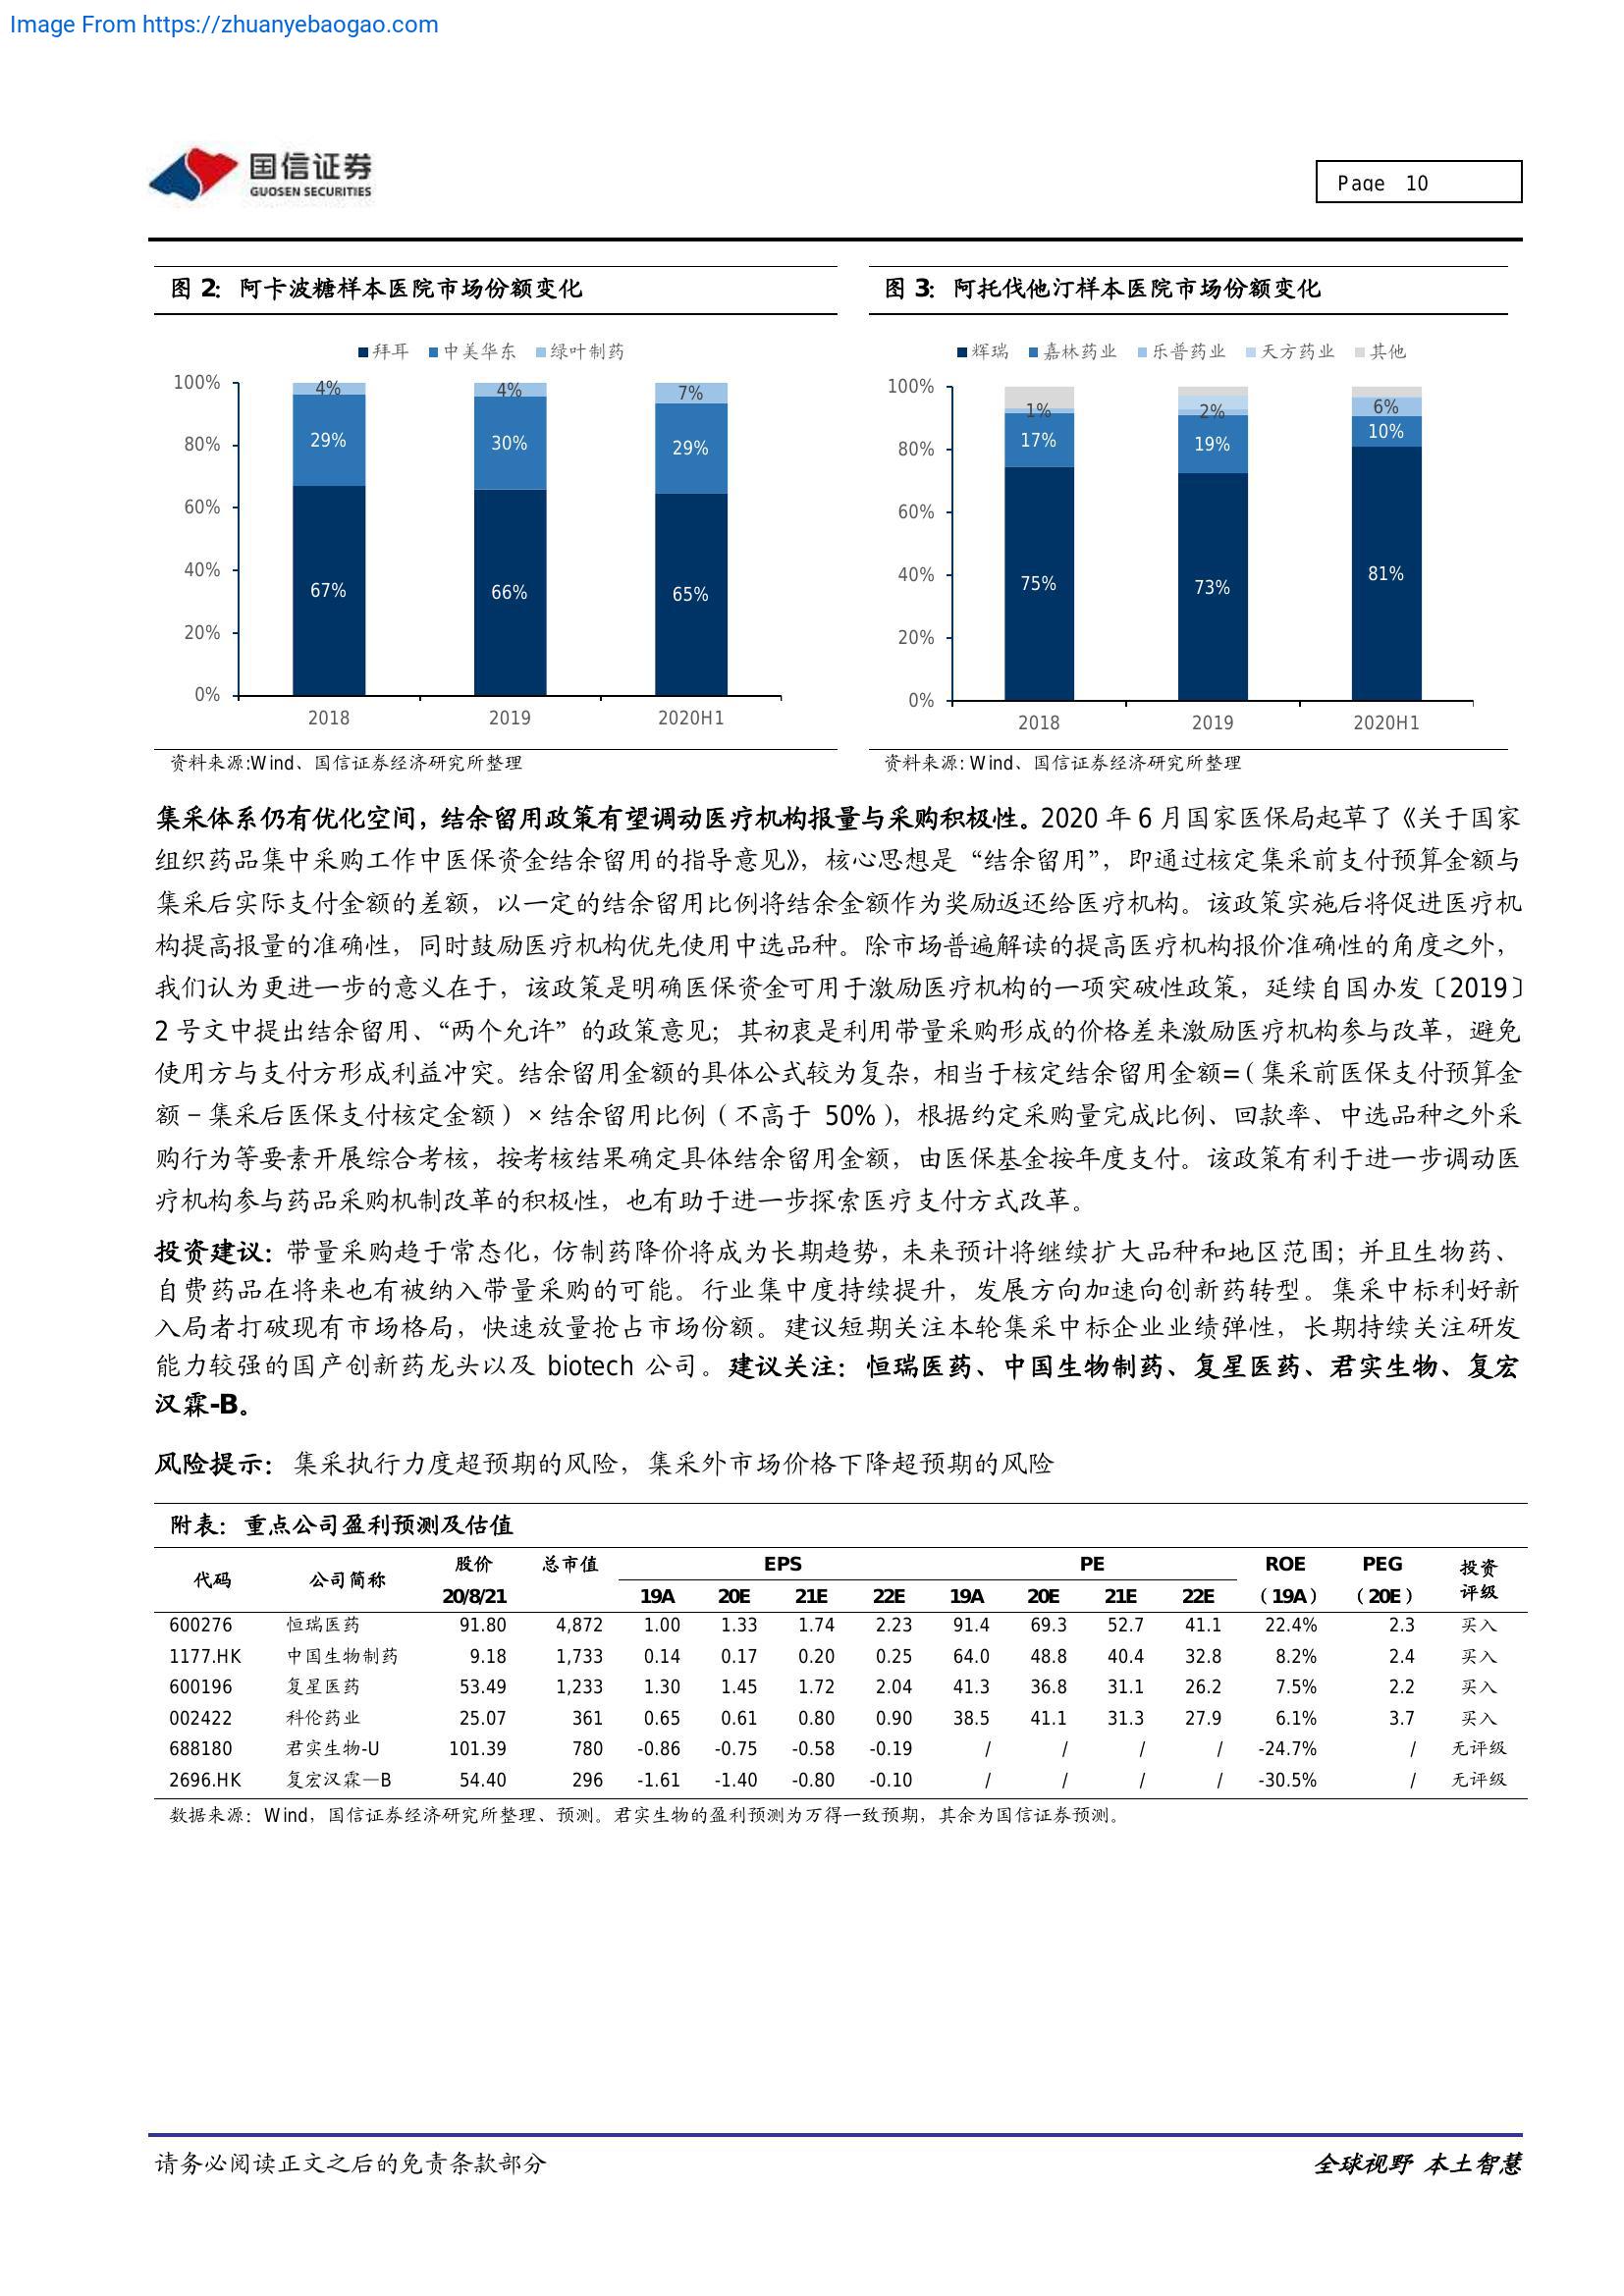 Image From https://zhuanyebaogao.com
国信证券
GUOSEN SECURITIES
Page 10
图 2：阿卡波糖样本医院市场份额变化
拜耳 中美华东 绿叶制药
100%
80%
60%
40%
20%
0%
4% 4% 7%
29% 30% 29%
67% 66% 65%
2018 2019 2020H1
资料来源:Wind、国信证券经济研究所整理
图 3：阿托伐他汀样本医院市场份额变化
辉瑞 嘉林药业 乐普药业 天方药业 其他
100%
80%
60%
40%
20%
0%
1% 2% 6%
17% 19% 10%
75% 73% 81%
2018 2019 2020H1
资料来源: Wind、国信证券经济研究所整理
集采体系仍有优化空间，结余留用政策有望调动医疗机构报量与采购积极性。2020 年 6 月国家医保局起草了《关于国家
组织药品集中采购工作中医保资金结余留用的指导意见》，核心思想是“结余留用”，即通过核定集采前支付预算金额与
集采后实际支付金额的差额，以一定的结余留用比例将结余金额作为奖励返还给医疗机构。该政策实施后将促进医疗机
构提高报量的准确性，同时鼓励医疗机构优先使用中选品种。除市场普遍解读的提高医疗机构报价准确性的角度之外，
我们认为更进一步的意义在于，该政策是明确医保资金可用于激励医疗机构的一项突破性政策，延续自国办发〔2019〕
2 号文中提出结余留用、“两个允许”的政策意见；其初衷是利用带量采购形成的价格差来激励医疗机构参与改革，避免
使用方与支付方形成利益冲突。结余留用金额的具体公式较为复杂，相当于核定结余留用金额=（集采前医保支付预算金
额－集采后医保支付核定金额）×结余留用比例（不高于 50%），根据约定采购量完成比例、回款率、中选品种之外采
购行为等要素开展综合考核，按考核结果确定具体结余留用金额，由医保基金按年度支付。该政策有利于进一步调动医
疗机构参与药品采购机制改革的积极性，也有助于进一步探索医疗支付方式改革。
投资建议：带量采购趋于常态化，仿制药降价将成为长期趋势，未来预计将继续扩大品种和地区范围；并且生物药、
自费药品在将来也有被纳入带量采购的可能。行业集中度持续提升，发展方向加速向创新药转型。集采中标利好新
入局者打破现有市场格局，快速放量抢占市场份额。建议短期关注本轮集采中标企业业绩弹性，长期持续关注研发
能力较强的国产创新药龙头以及 biotech 公司。建议关注：恒瑞医药、中国生物制药、复星医药、君实生物、复宏
汉霖-B。
风险提示：集采执行力度超预期的风险，集采外市场价格下降超预期的风险
附表：重点公司盈利预测及估值
代码 公司简称 股价 总市值 EPS PE ROE PEG 投资
20/8/21 19A 20E 21E 22E 19A 20E 21E 22E （19A） （20E） 评级
600276 恒瑞医药 91.80 4,872 1.00 1.33 1.74 2.23 91.4 69.3 52.7 41.1 22.4% 2.3 买入
1177.HK 中国生物制药 9.18 1,733 0.14 0.17 0.20 0.25 64.0 48.8 40.4 32.8 8.2% 2.4 买入
600196 复星医药 53.49 1,233 1.30 1.45 1.72 2.04 41.3 36.8 31.1 26.2 7.5% 2.2 买入
002422 科伦药业 25.07 361 0.65 0.61 0.80 0.90 38.5 41.1 31.3 27.9 6.1% 3.7 买入
688180 君实生物-U 101.39 780 -0.86 -0.75 -0.58 -0.19 / / / / -24.7% / 无评级
2696.HK 复宏汉霖—B 54.40 296 -1.61 -1.40 -0.80 -0.10 / / / / -30.5% / 无评级
数据来源：Wind，国信证券经济研究所整理、预测。君实生物的盈利预测为万得一致预期，其余为国信证券预测。
请务必阅读正文之后的免责条款部分
全球视野 本土智慧